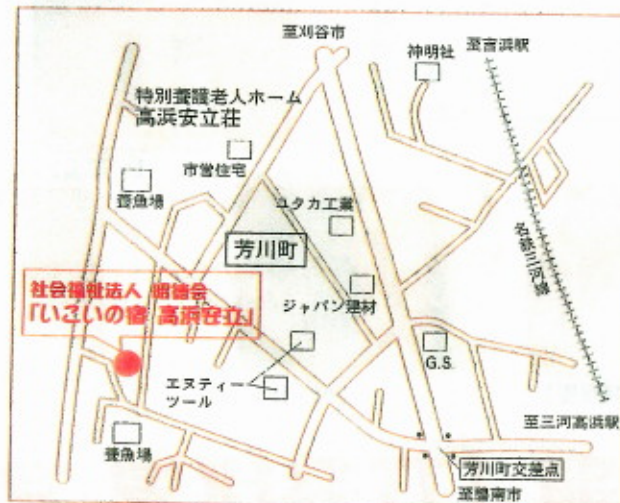 至刈谷市
神明社
至吉浜駅
特別養護老人ホーム
高浜安立荘
市営住宅
養魚場
ユタカ工業
芳川町
名鉄三河線
社会福祉法人 昭徳会
「いこいの宿 高浜安立」
ジャパン建材
G.S.
エヌティー
ツール
至三河高浜駅
養魚場
芳川町交差点
至碧南市